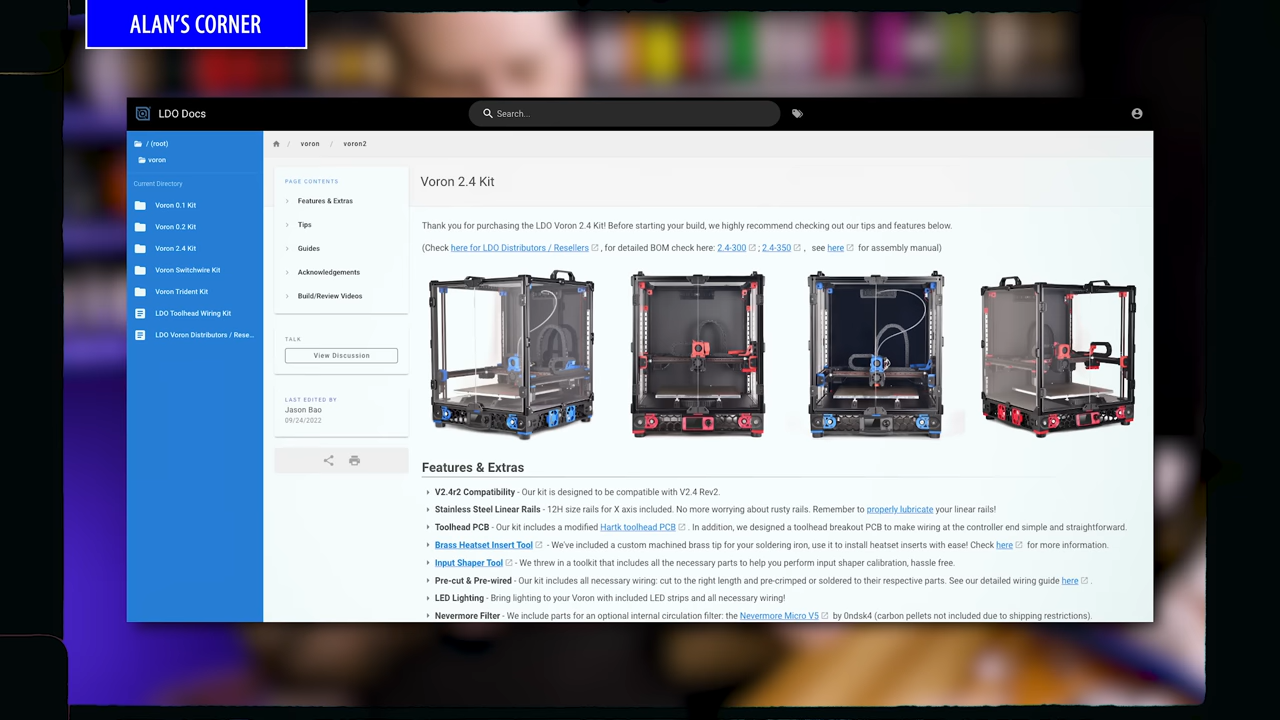 ALAN'S CORNER
LDO Docs
Search...
/ (root)
voron
Current Directory
Voron 0.1 Kit
Voron 0.2 Kit
Voron 2.4 Kit
Voron Switchwire Kit
Voron Trident Kit
LDO Toolhead Wiring Kit
LDO Voron Distributors / Rese...
/ voron / voron2
PAGE CONTENTS
Features & Extras
Tips
Guides
Acknowledgements
Build/Review Videos
TALK
View Discussion
LAST EDITED BY
Jason Bao
09/24/2022
Voron 2.4 Kit
Thank you for purchasing the LDO Voron 2.4 Kit! Before starting your build, we highly recommend checking out our tips and features below.
(Check here for LDO Distributors / Resellers , for detailed BOM check here: 2.4-300 ; 2.4-350 , see here for assembly manual)
Features & Extras
V2.4r2 Compatibility - Our kit is designed to be compatible with V2.4 Rev2.
Stainless Steel Linear Rails - 12H size rails for X axis included. No more worrying about rusty rails. Remember to properly lubricate your linear rails!
Toolhead PCB - Our kit includes a modified Hartk toolhead PCB . In addition, we designed a toolhead breakout PCB to make wiring at the controller end simple and straightforward.
Brass Heatset Insert Tool - We've included a custom machined brass tip for your soldering iron, use it to install heatset inserts with ease! Check here for more information.
Input Shaper Tool - We threw in a toolkit that includes all the necessary parts to help you perform input shaper calibration, hassle free.
Pre-cut & Pre-wired - Our kit includes all necessary wiring: cut to the right length and pre-crimped or soldered to their respective parts. See our detailed wiring guide here .
LED Lighting - Bring lighting to your Voron with included LED strips and all necessary wiring!
Nevermore Filter - We include parts for an optional internal circulation filter: the Nevermore Micro V5 by 0ndsk4 (carbon pellets not included due to shipping restrictions).